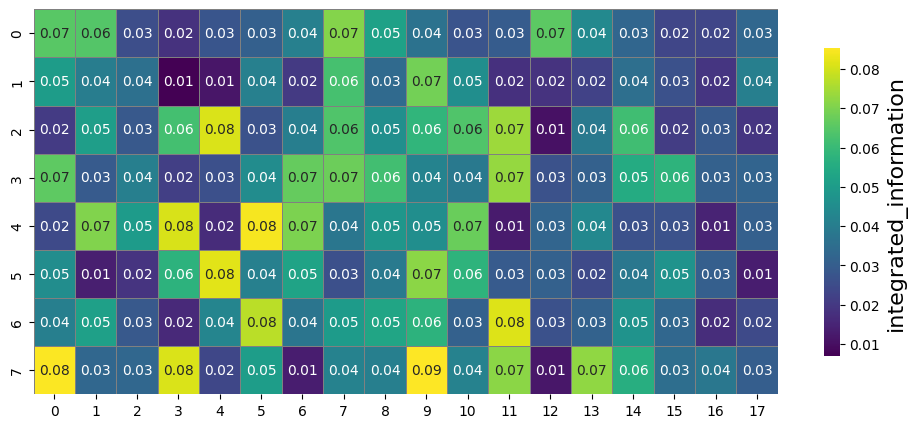 0 0.07 0.06 0.03 0.02 0.03 0.03 0.04 0.07 0.05 0.04 0.03 0.03 0.07 0.04 0.03 0.02 0.02 0.03
1 0.05 0.04 0.04 0.01 0.01 0.04 0.02 0.06 0.03 0.07 0.05 0.02 0.02 0.02 0.04 0.03 0.02 0.04
2 0.02 0.05 0.03 0.06 0.08 0.03 0.04 0.06 0.05 0.06 0.06 0.07 0.01 0.04 0.06 0.02 0.03 0.02
3 0.07 0.03 0.04 0.02 0.03 0.04 0.07 0.07 0.06 0.04 0.04 0.07 0.03 0.03 0.05 0.06 0.03 0.03
4 0.02 0.07 0.05 0.08 0.02 0.08 0.07 0.04 0.05 0.05 0.07 0.01 0.03 0.04 0.03 0.03 0.01 0.03
5 0.05 0.01 0.02 0.06 0.08 0.04 0.05 0.03 0.04 0.07 0.06 0.03 0.03 0.02 0.04 0.05 0.03 0.01
6 0.04 0.05 0.03 0.02 0.04 0.08 0.04 0.05 0.05 0.06 0.03 0.08 0.03 0.03 0.05 0.03 0.02 0.02
7 0.08 0.03 0.03 0.08 0.02 0.05 0.01 0.04 0.04 0.09 0.04 0.07 0.01 0.07 0.06 0.03 0.04 0.03
0 1 2 3 4 5 6 7 8 9 10 11 12 13 14 15 16 17
0.08
0.07
0.06
0.05
0.04
0.03
0.02
0.01
integrated_information